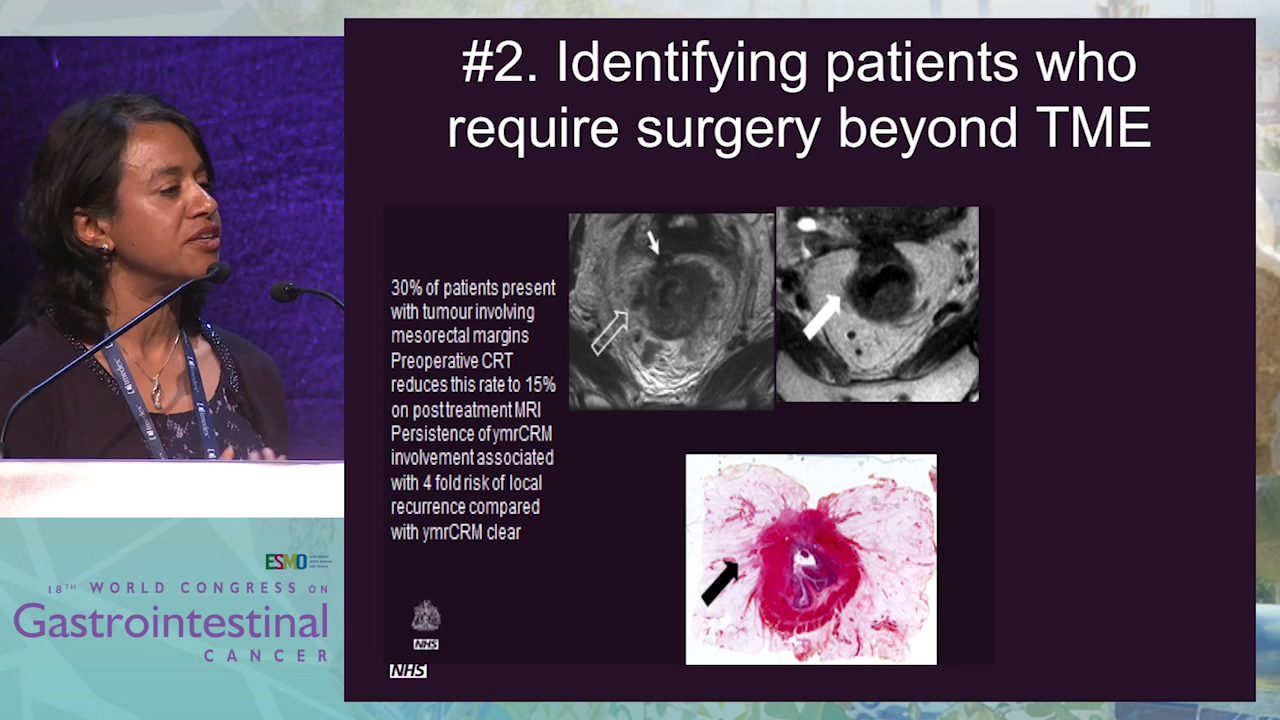 #2. Identifying patients who
require surgery beyond TME
30% of patients present
with tumour involving
mesorectal margins
Preoperative CRT
reduces this rate to 15%
on post treatment MRI
Persistence of ymrCRM
involvement associated
with 4 fold risk of local
recurrence compared
with ymrCRM clear
NHS
NHS
imedex
imedex
ESMO
18TH WORLD CONGRESS ON
Gastrointestinal
CANCER